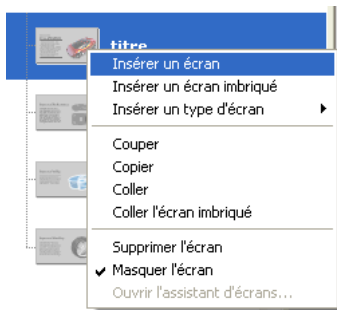 titre
Insérer un écran
Insérer un écran imbriqué
Insérer un type d'écran
Couper
Copier
Coller
Coller l'écran imbriqué
Supprimer l'écran
Masquer l'écran
Ouvrir l'assistant d'écrans...